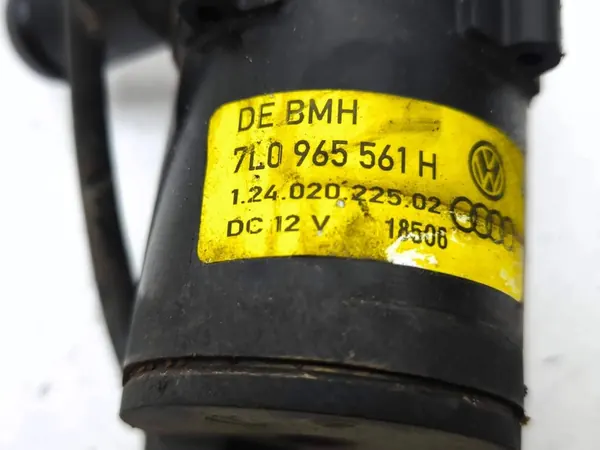 DE BMH
7L0 965 561 H
1.24.020.225.02
DC 12 V 18506